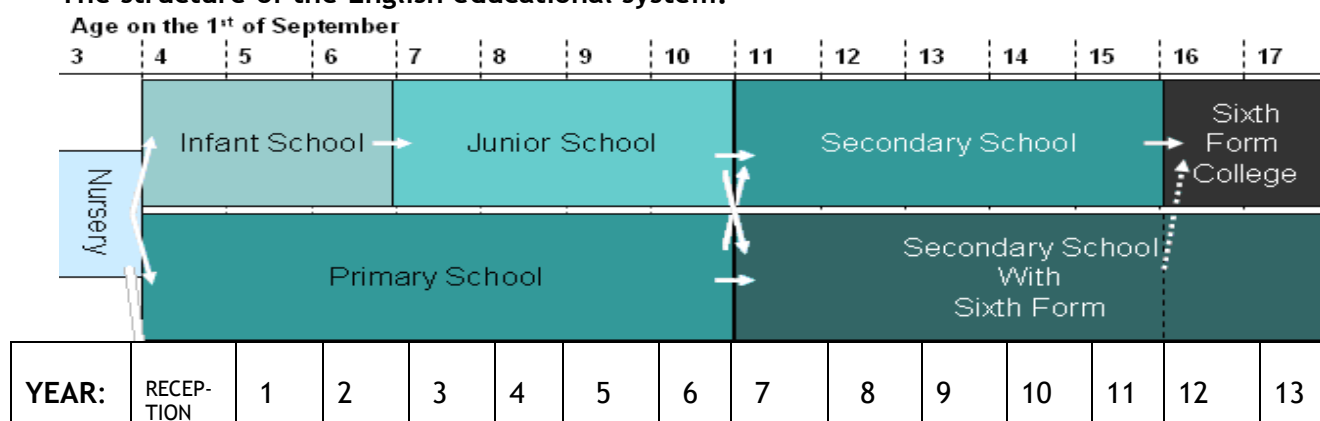 The structure of the English educational system.
Age on the 1st of September
3 4 5 6 7 8 9 10 11 12 13 14 15 16 17
Nursery
Infant School
Junior School
Secondary School
Sixth
Form
College
Primary School
Secondary School
With
Sixth Form
YEAR: RECEP-
TION 1 2 3 4 5 6 7 8 9 10 11 12 13